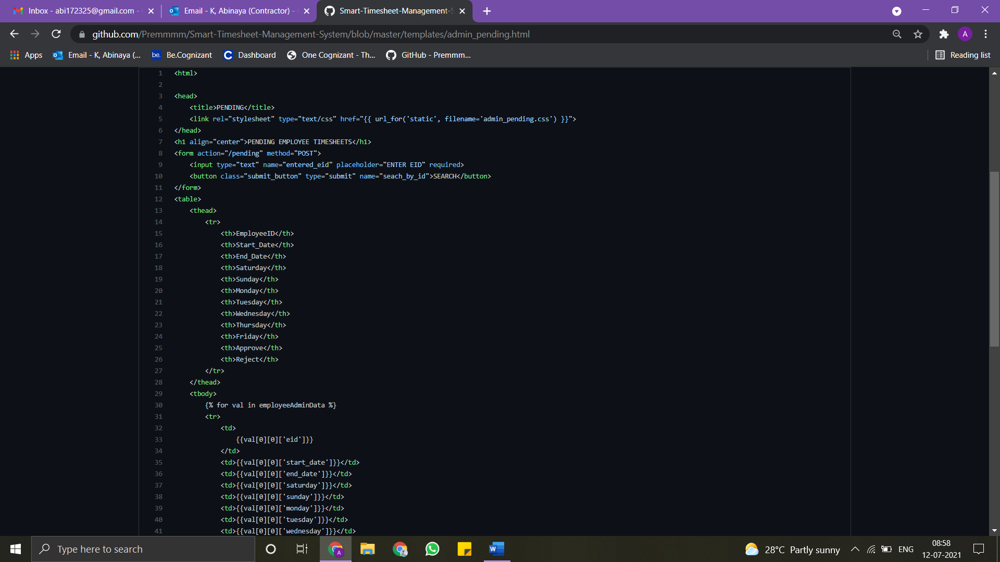 Inbox - abi172325@gmail.com -
Email - K, Abinaya (Contractor) -
Smart-Timesheet-Management-S
github.com/Premmmm/Smart-Timesheet-Management-System/blob/master/templates/admin_pending.html
A
Apps
Email - K, Abinaya (...
be. Be.Cognizant
Dashboard
One Cognizant - Th...
GitHub - Premmm...
Reading list
1 <html>
2
3 <head>
4 <title>PENDING</title>
5 <link rel="stylesheet" type="text/css" href="{{ url_for('static', filename='admin_pending.css') }}">
6 </head>
7 <h1 align="center">PENDING EMPLOYEE TIMESHEETS</h1>
8 <form action="/pending" method="POST">
9 <input type="text" name="entered_eid" placeholder="ENTER EID" required>
10 <button class="submit_button" type="submit" name="seach_by_id">SEARCH</button>
11 </form>
12 <table>
13 <thead>
14 <tr>
15 <th>EmployeeID</th>
16 <th>Start_Date</th>
17 <th>End_Date</th>
18 <th>Saturday</th>
19 <th>Sunday</th>
20 <th>Monday</th>
21 <th>Tuesday</th>
22 <th>Wednesday</th>
23 <th>Thursday</th>
24 <th>Friday</th>
25 <th>Approve</th>
26 <th>Reject</th>
27 </tr>
28 </thead>
29 <tbody>
30 {% for val in employeeAdminData %}
31 <tr>
32 <td>
33 {{val[0][0]['eid']}}
34 </td>
35 <td>{{val[0][0]['start_date']}}</td>
36 <td>{{val[0][0]['end_date']}}</td>
37 <td>{{val[0][0]['saturday']}}</td>
38 <td>{{val[0][0]['sunday']}}</td>
39 <td>{{val[0][0]['monday']}}</td>
40 <td>{{val[0][0]['tuesday']}}</td>
41 <td>{{val[0][0]['wednesday']}}</td>
Type here to search
28°C Partly sunny
ENG
08:58
12-07-2021